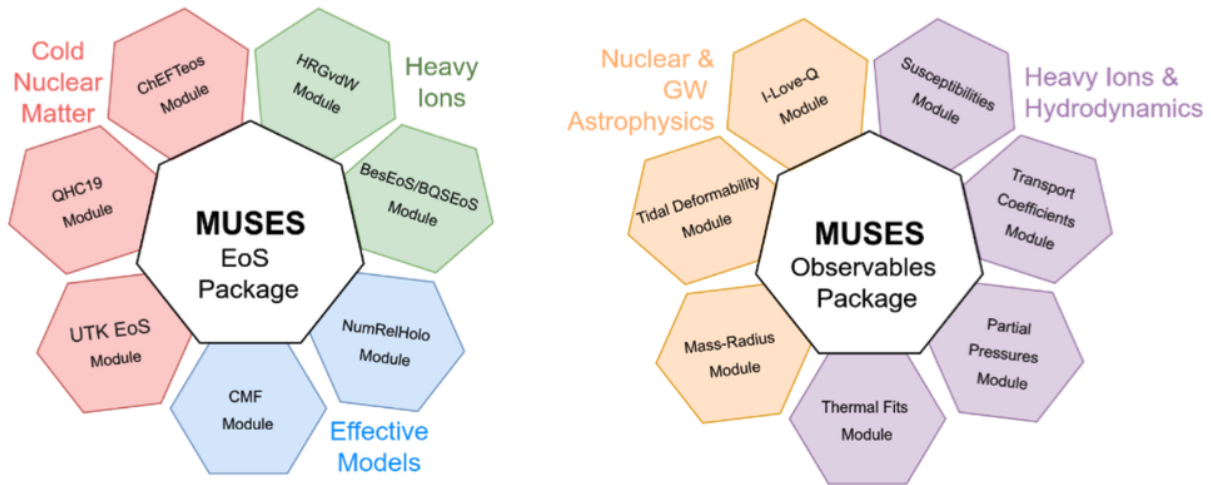 Cold
Nuclear
Matter
ChEFTeos
Module
HRGvdW
Module
Heavy
Ions
QHC19
Module
BesEoS/BQSEoS
Module
MUSES
EoS
Package
UTK EoS
Module
NumRelHolo
Module
CMF
Module
Effective
Models
Nuclear &
GW
Astrophysics
I-Love-Q
Module
Susceptibilities
Module
Heavy Ions &
Hydrodynamics
Tidal Deformability
Module
Transport
Coefficients
Module
MUSES
Observables
Package
Mass-Radius
Module
Partial
Pressures
Module
Thermal Fits
Module